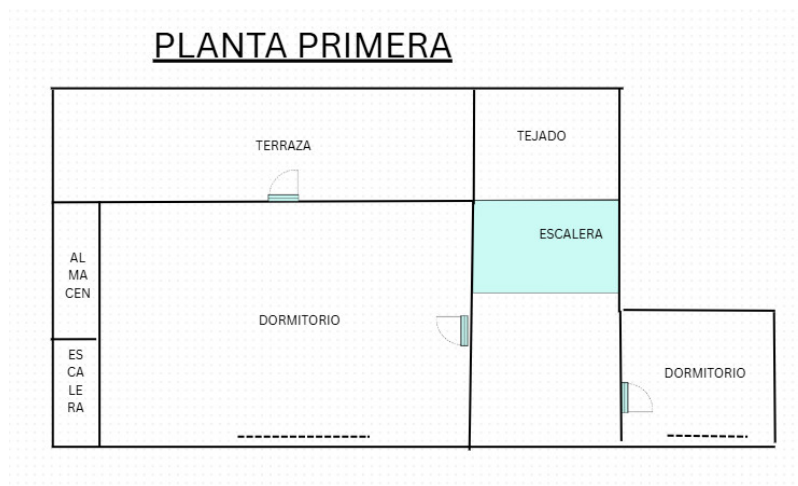 PLANTA PRIMERA
TERRAZA
TEJADO
ESCALERA
AL
MA
CEN
DORMITORIO
ES
CA
LE
RA
DORMITORIO